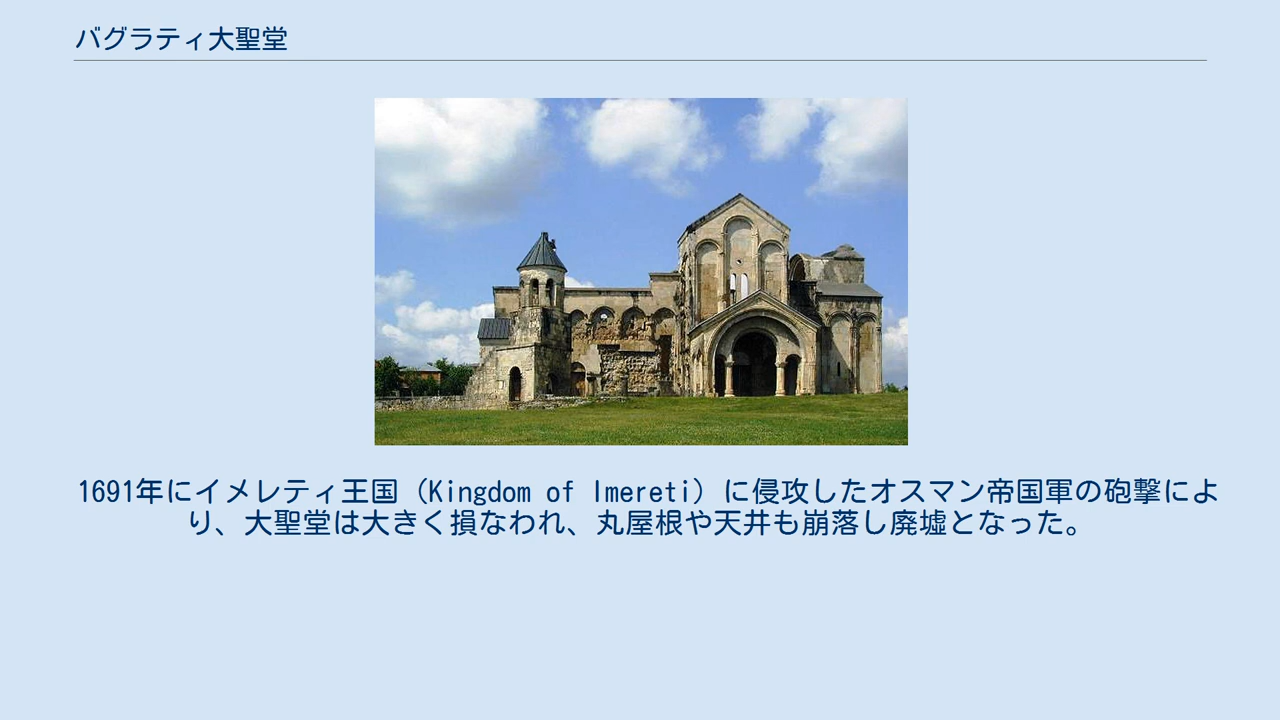 バグラティ大聖堂
1691年にイメレティ王国（Kingdom of Imereti）に侵攻したオスマン帝国軍の砲撃によ
り、大聖堂は大きく損なわれ、丸屋根や天井も崩落し廃墟となった。